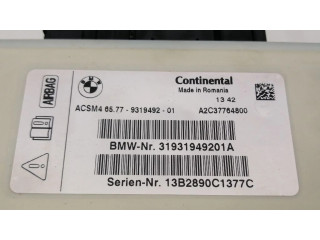 BMW
Continental
Made in Romania
AIRBAG
13 42
ACSM4 65.77 - 9319492 - 01
A2C37764800
BMW-Nr. 31931949201A
Serien-Nr. 13B2890C1377C